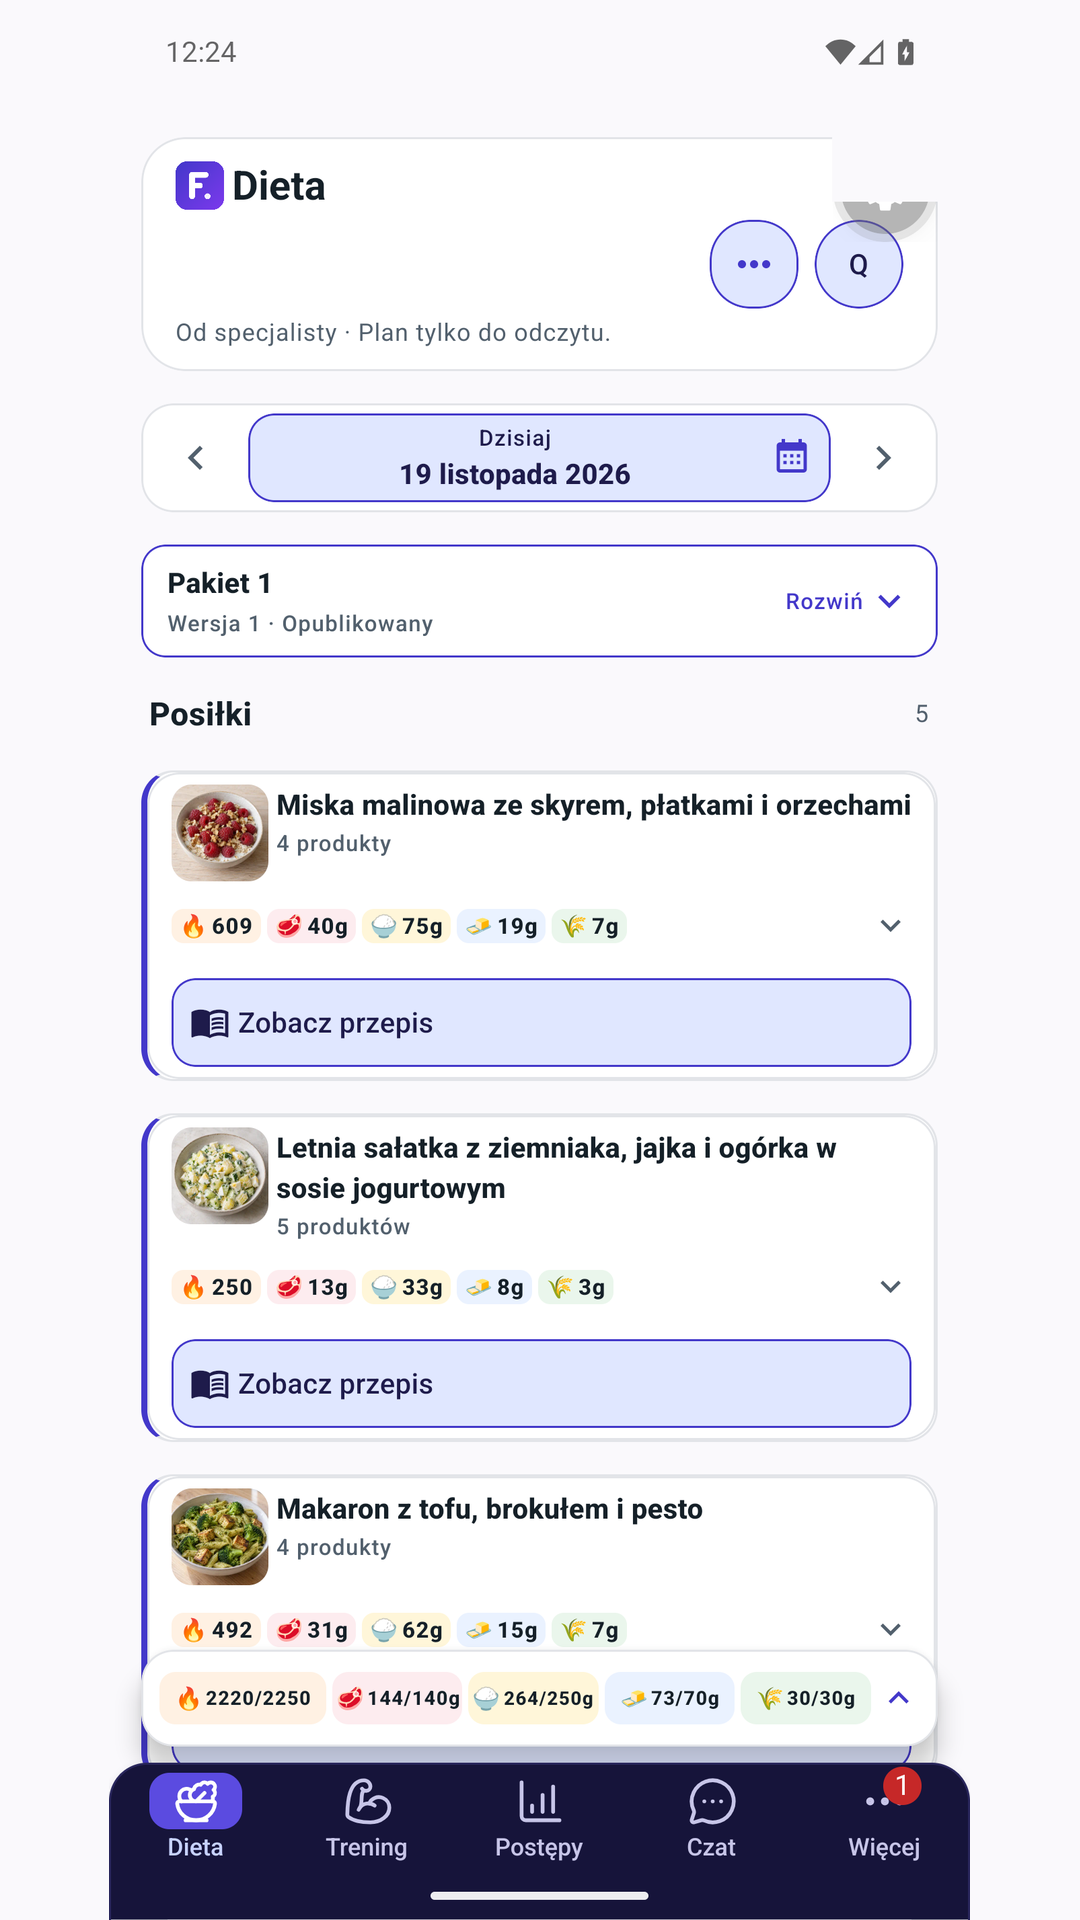 12:24
F. Dieta
••• Q
Od specjalisty · Plan tylko do odczytu.
Dzisiaj
19 listopada 2026
Pakiet 1
Wersja 1 · Opublikowany
Rozwiń
Posiłki 5
Miska malinowa ze skyrem, płatkami i orzechami
4 produkty
609 40g 75g 19g 7g
Zobacz przepis
Letnia sałatka z ziemniaka, jajka i ogórka w
sosie jogurtowym
5 produktów
250 13g 33g 8g 3g
Zobacz przepis
Makaron z tofu, brokułem i pesto
4 produkty
492 31g 62g 15g 7g
2220/2250 144/140g 264/250g 73/70g 30/30g
1
Dieta Trening Postępy Czat Więcej